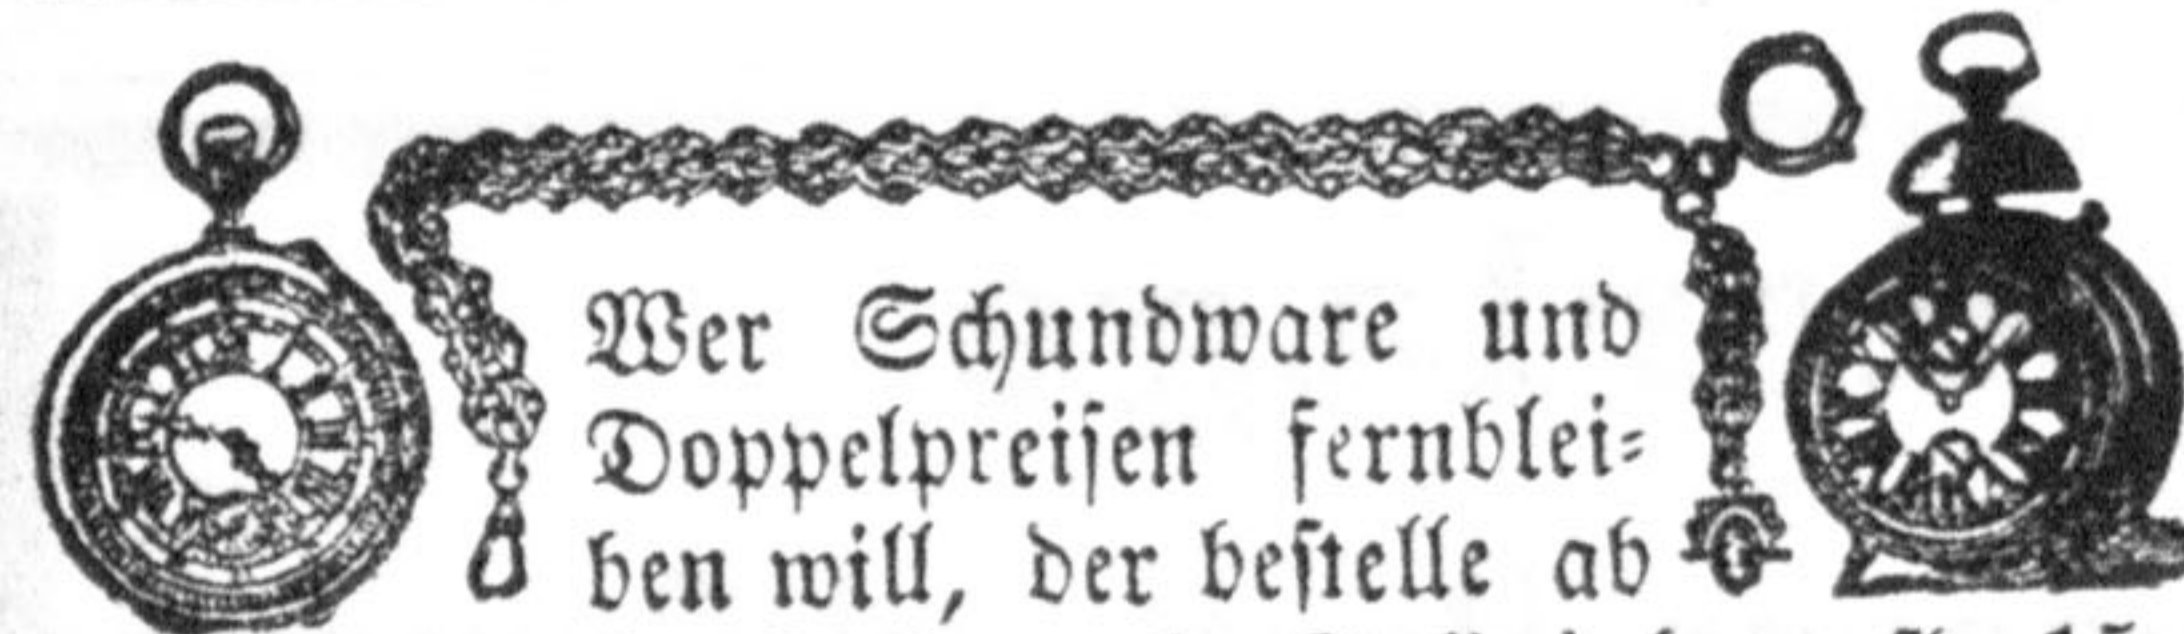 Wer Schundware und
Doppelpreiſen fernblei⸗
ben will, der beſtelle ab